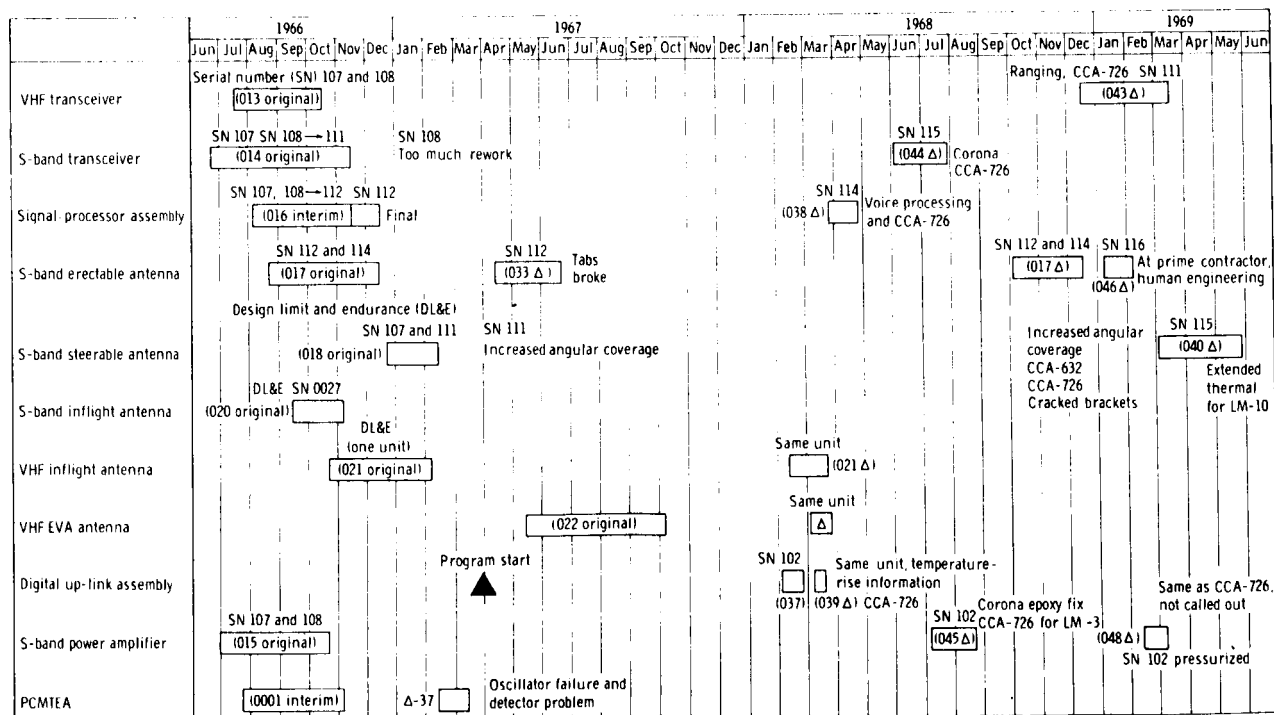 1966 1967 1968 1969
Jun Jul Aug Sep Oct Nov Dec Jan Feb Mar Apr May Jun Jul Aug Sep Oct Nov Dec Jan Feb Mar Apr May Jun Jul Aug Sep Oct Nov Dec Jan Feb Mar Apr May Jun
Serial number (SN) 107 and 108
Ranging, CCA-726 SN 111
VHF transceiver
(013 original)
(043 Δ)
SN 107 SN 108→111
SN 108
Too much rework
SN 115
S-band transceiver
(014 original)
(044 Δ)
Corona
CCA-726
SN 107, 108→112 SN 112
SN 114
Signal-processor assembly
(016 interim)
Final
(038 Δ)
Voice processing
and CCA-726
SN 112 and 114
SN 112
SN 112 and 114
SN 116
S-band erectable antenna
(017 original)
(033 Δ)
Tabs
broke
(017 Δ)
(046 Δ)
At prime contractor,
human engineering
Design limit and endurance (DL&E)
SN 107 and 111
SN 111
Increased angular coverage
SN 115
S-band steerable antenna
(018 original)
Increased angular
coverage
CCA-632
CCA-726
Cracked brackets
(040 Δ)
Extended
thermal
for LM-10
DL&E SN 0027
S-band inflight antenna
(020 original)
DL&E
(one unit)
Same unit
VHF inflight antenna
(021 original)
(021 Δ)
Same unit
VHF EVA antenna
(022 original)
Δ
Program start
SN 102
Same unit, temperature-
rise information
Digital up-link assembly
(037)
(039 Δ) CCA-726
Same as CCA-726,
not called out
SN 107 and 108
SN 102
Corona epoxy fix
CCA-726 for LM-3
S-band power amplifier
(015 original)
(045 Δ)
(048 Δ)
SN 102 pressurized
PCMTEA
(0001 interim)
Δ-37
Oscillator failure and
detector problem